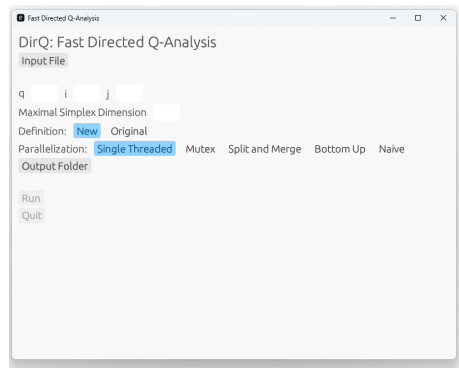 Fast Directed Q-Analysis
DirQ: Fast Directed Q-Analysis
Input File
q i j
Maximal Simplex Dimension
Definition: New Original
Parallelization: Single Threaded Mutex Split and Merge Bottom Up Naive
Output Folder
Run
Quit